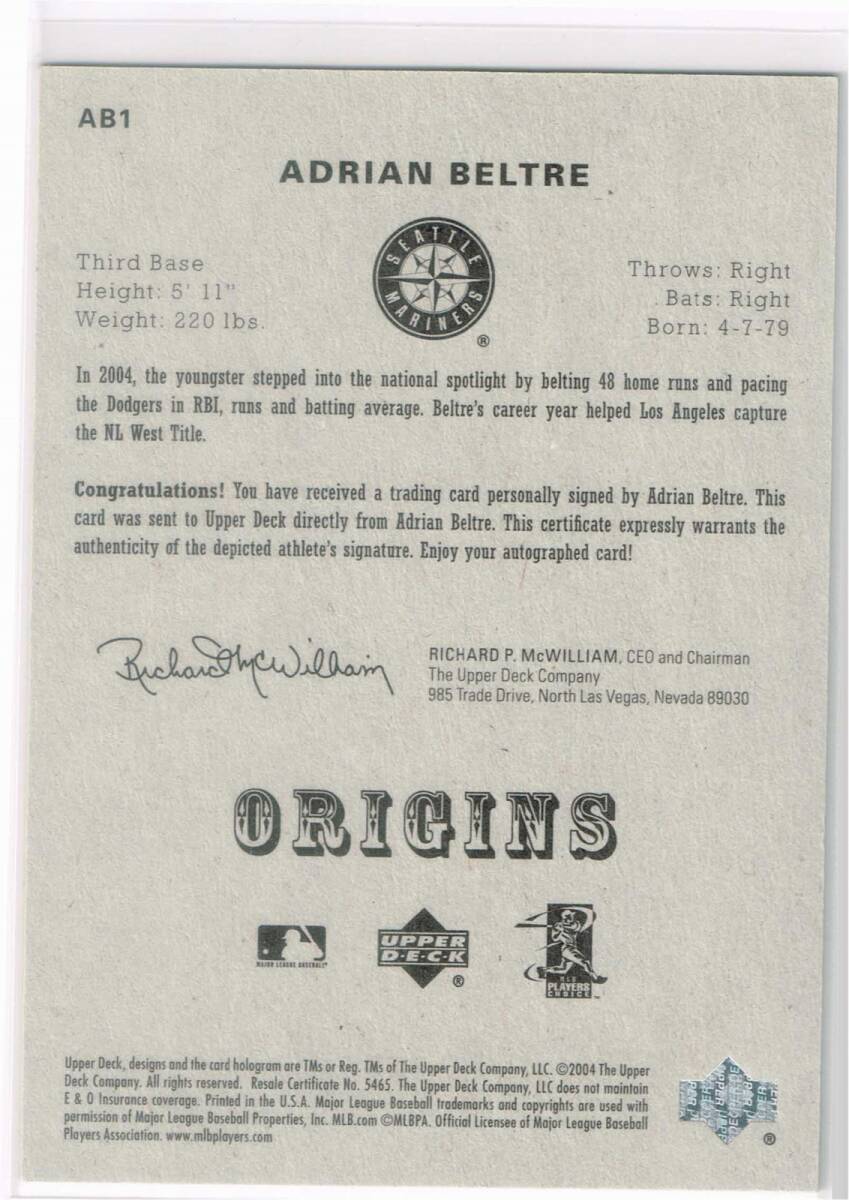 AB1
ADRIAN BELTRE
SEATTLE
MARINERS
®
Third Base
Height: 5' 11"
Weight: 220 lbs.
Throws: Right
Bats: Right
Born: 4-7-79
In 2004, the youngster stepped into the national spotlight by belting 48 home runs and pacing
the Dodgers in RBI, runs and batting average. Beltre's career year helped Los Angeles capture
the NL West Title.
Congratulations! You have received a trading card personally signed by Adrian Beltre. This
card was sent to Upper Deck directly from Adrian Beltre. This certificate expressly warrants the
authenticity of the depicted athlete's signature. Enjoy your autographed card!
Richard McWilliam
RICHARD P. McWILLIAM, CEO and Chairman
The Upper Deck Company
985 Trade Drive, North Las Vegas, Nevada 89030
ORIGINS
MAJOR LEAGUE BASEBALL
UPPER
D·E·C·K
®
PLAYERS
CHOICE
Upper Deck, designs and the card hologram are TMs or Reg. TMs of The Upper Deck Company, LLC. ©2004 The Upper
Deck Company. All rights reserved. Resale Certificate No. 5465. The Upper Deck Company, LLC does not maintain
E & O Insurance coverage. Printed in the U.S.A. Major League Baseball trademarks and copyrights are used with
permission of Major League Baseball Properties, Inc. MLB.com ©MLBPA. Official Licensee of Major League Baseball
Players Association. www.mlbplayers.com
®